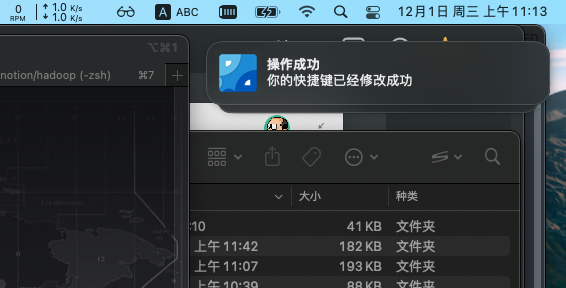 0
RPM
↑ 1.0 K/s
↓ 1.0 K/s
A ABC
12月1日 周三 上午11:13
⌥⌘1
notion/hadoop (-zsh) ⌘7 +
操作成功
你的快捷键已经修改成功
大小 种类
:10 41 KB 文件夹
上午 11:42 182 KB 文件夹
上午 11:07 193 KB 文件夹
上午 10:39 88 KB 文件夹